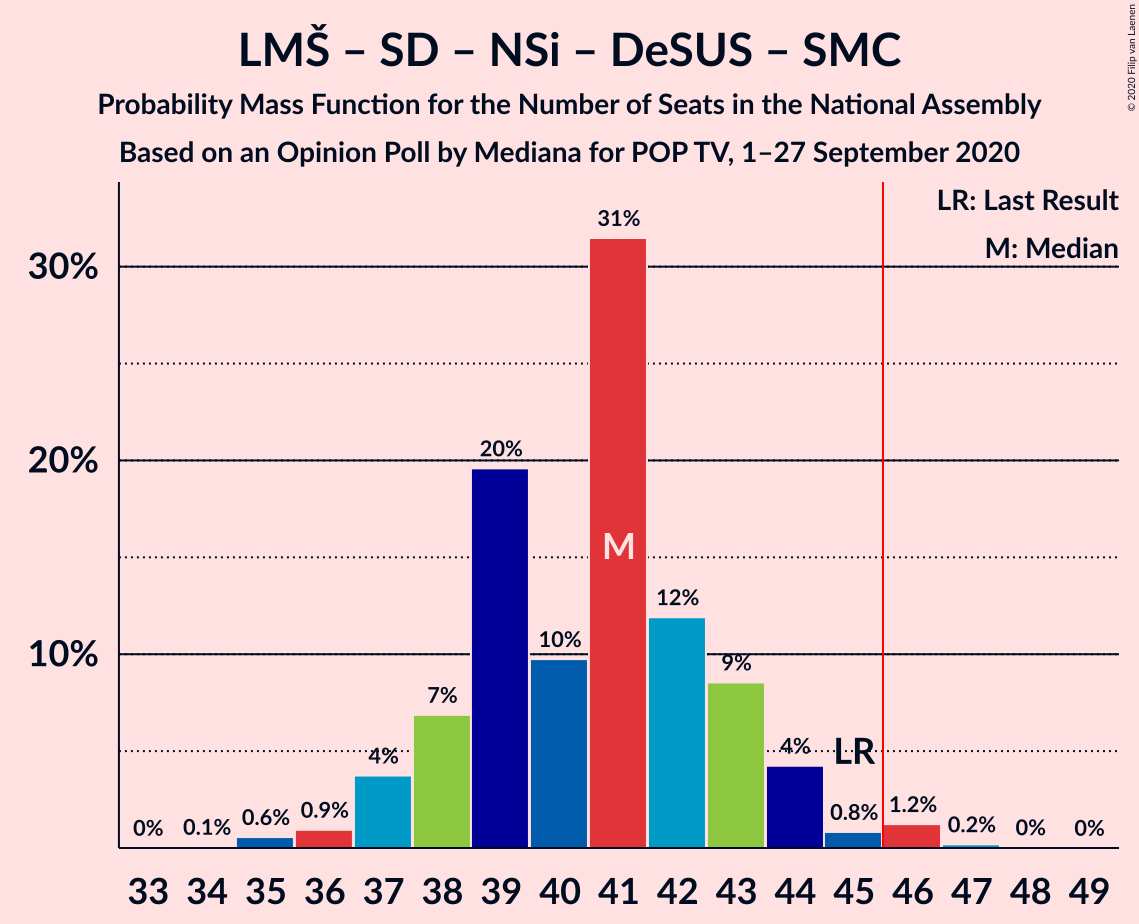 LMŠ – SD – NSi – DeSUS – SMC
Probability Mass Function for the Number of Seats in the National Assembly
Based on an Opinion Poll by Mediana for POP TV, 1–27 September 2020
© 2020 Filip van Laenen
LR: Last Result
M: Median
30%
20%
10%
0%
0.1%
0.6%
0.9%
4%
7%
20%
10%
31%
M
12%
9%
4%
LR
0.8%
1.2%
0.2%
0%
0%
33 34 35 36 37 38 39 40 41 42 43 44 45 46 47 48 49